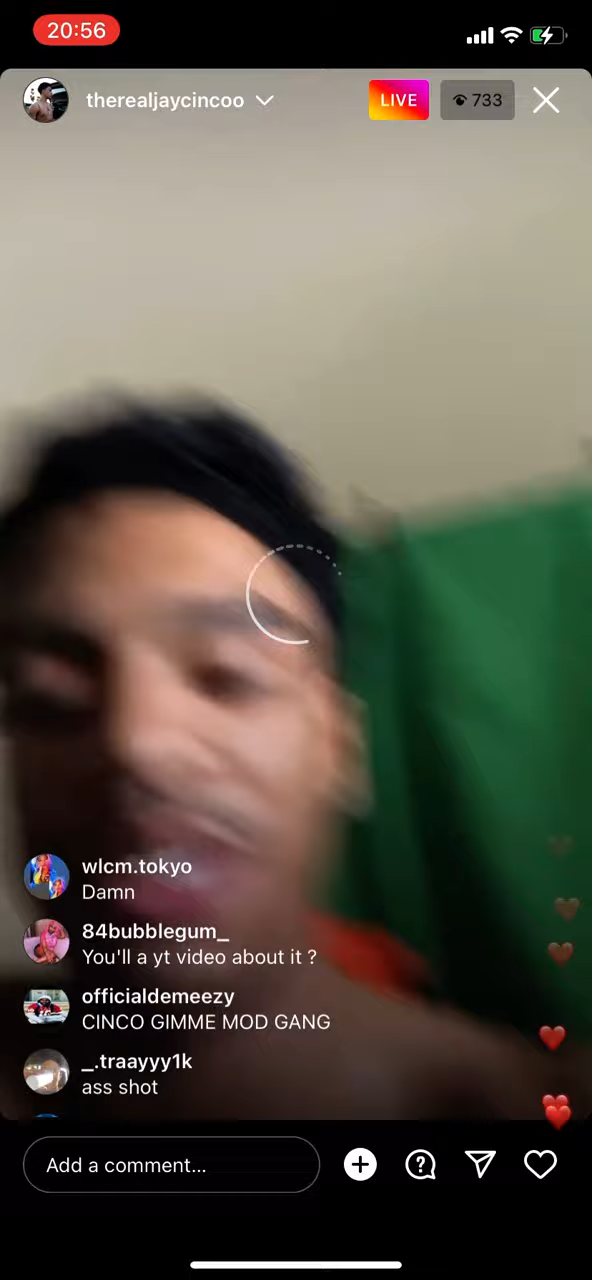 20:56
therealjaycincoo
LIVE
733
wlcm.tokyo
Damn
84bubblegum_
You'll a yt video about it ?
officialdemeezy
CINCO GIMME MOD GANG
_.traayyy1k
ass shot
Add a comment...